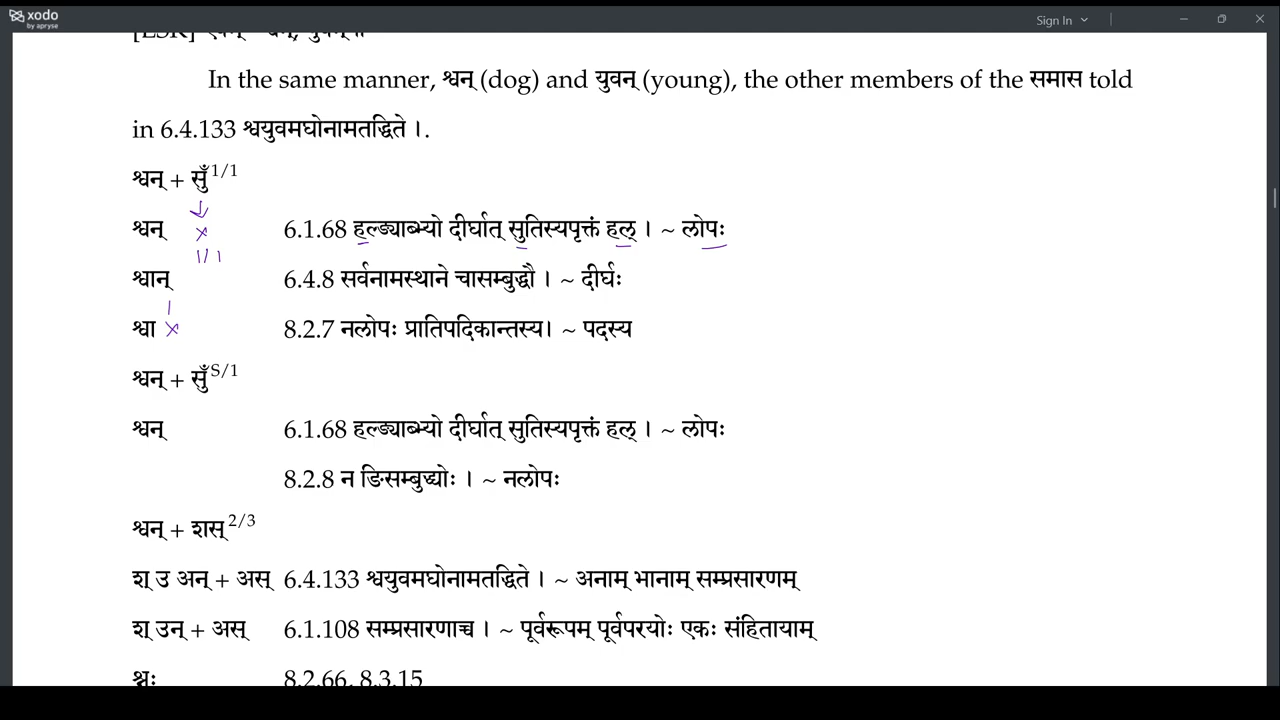 xodo
by apryse
Sign In
In the same manner, श्वन् (dog) and युवन् (young), the other members of the समास told
in 6.4.133 श्वयुवमघोनामतद्धिते ।.
श्वन् + सुँ 1/1
श्वन् × 6.1.68 हल्ङ्याब्भ्यो दीर्घात् सुतिस्यपृक्तं हल् । ~ लोपः
1/1
श्वान् 6.4.8 सर्वनामस्थाने चासम्बुद्धौ । ~ दीर्घः
श्वा × 8.2.7 नलोपः प्रातिपदिकान्तस्य। ~ पदस्य
श्वन् + सुँ S/1
श्वन् 6.1.68 हल्ङ्याब्भ्यो दीर्घात् सुतिस्यपृक्तं हल् । ~ लोपः
8.2.8 न ङिसम्बुद्ध्योः । ~ नलोपः
श्वन् + शस् 2/3
श् उ अन् + अस् 6.4.133 श्वयुवमघोनामतद्धिते । ~ अनाम् भानाम् सम्प्रसारणम्
श् उन् + अस् 6.1.108 सम्प्रसारणाच्च । ~ पूर्वरूपम् पूर्वपरयोः एकः संहितायाम्
8.2.66, 8.3.15